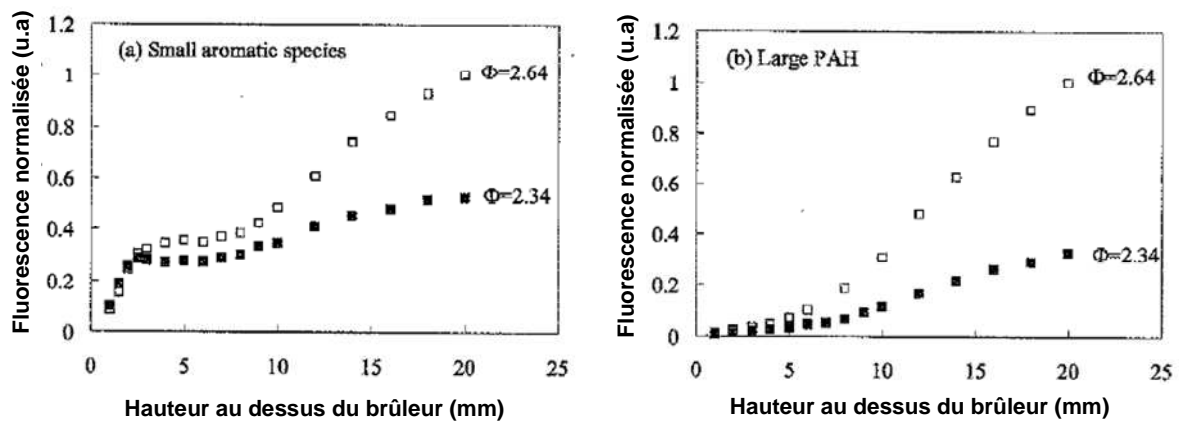 Fluorescence normalisée (u.a)
1.2
1
0.8
0.6
0.4
0.2
0
(a) Small aromatic species
Φ=2.64
Φ=2.34
0 5 10 15 20 25
Hauteur au dessus du brûleur (mm)
Fluorescence normalisée (u.a)
1.2
1
0.8
0.6
0.4
0.2
0
(b) Large PAH
Φ=2.64
Φ=2.34
0 5 10 15 20 25
Hauteur au dessus du brûleur (mm)